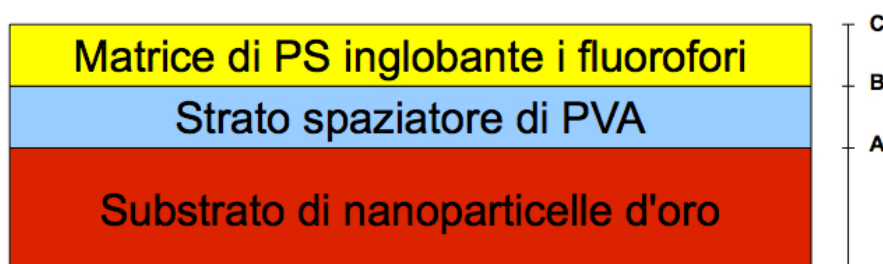 Matrice di PS inglobante i fluorofori
C
Strato spaziatore di PVA
B
Substrato di nanoparticelle d'oro
A